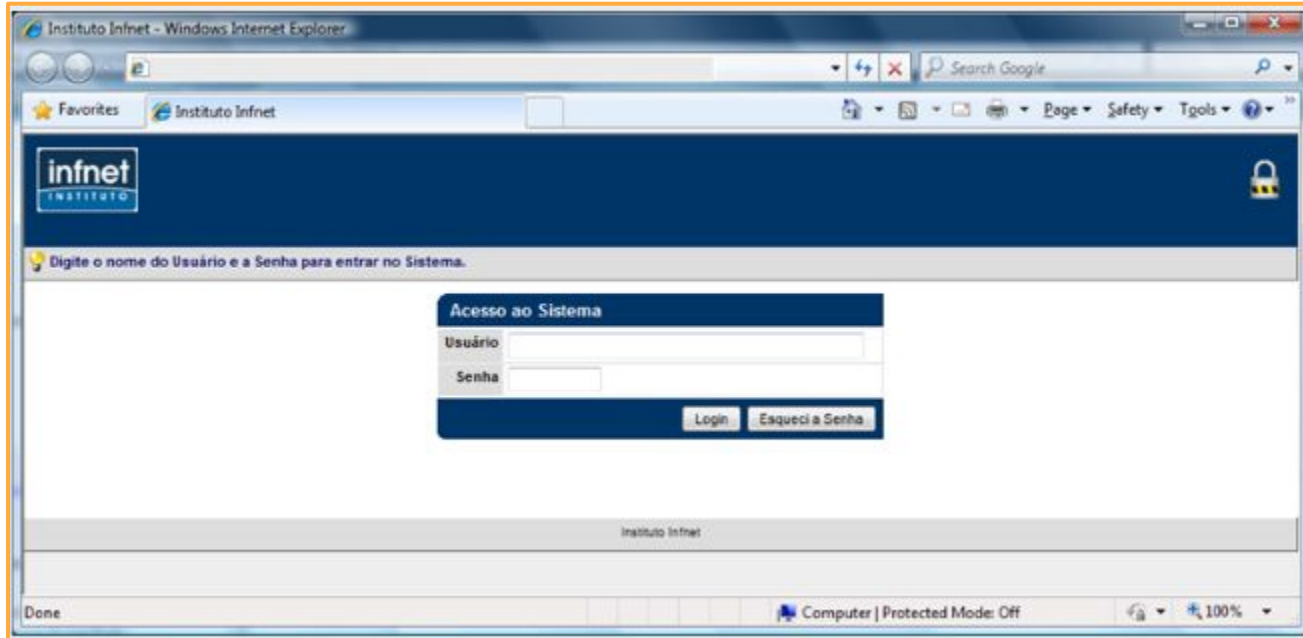 Instituto Infnet - Windows Internet Explorer
Search Google
Favorites Instituto Infnet Page Safety Tools
infnet
INSTITUTO
Digite o nome do Usuário e a Senha para entrar no Sistema.
Acesso ao Sistema
Usuário
Senha
Login Esqueci a Senha
Instituto Infnet
Done Computer | Protected Mode: Off 100%